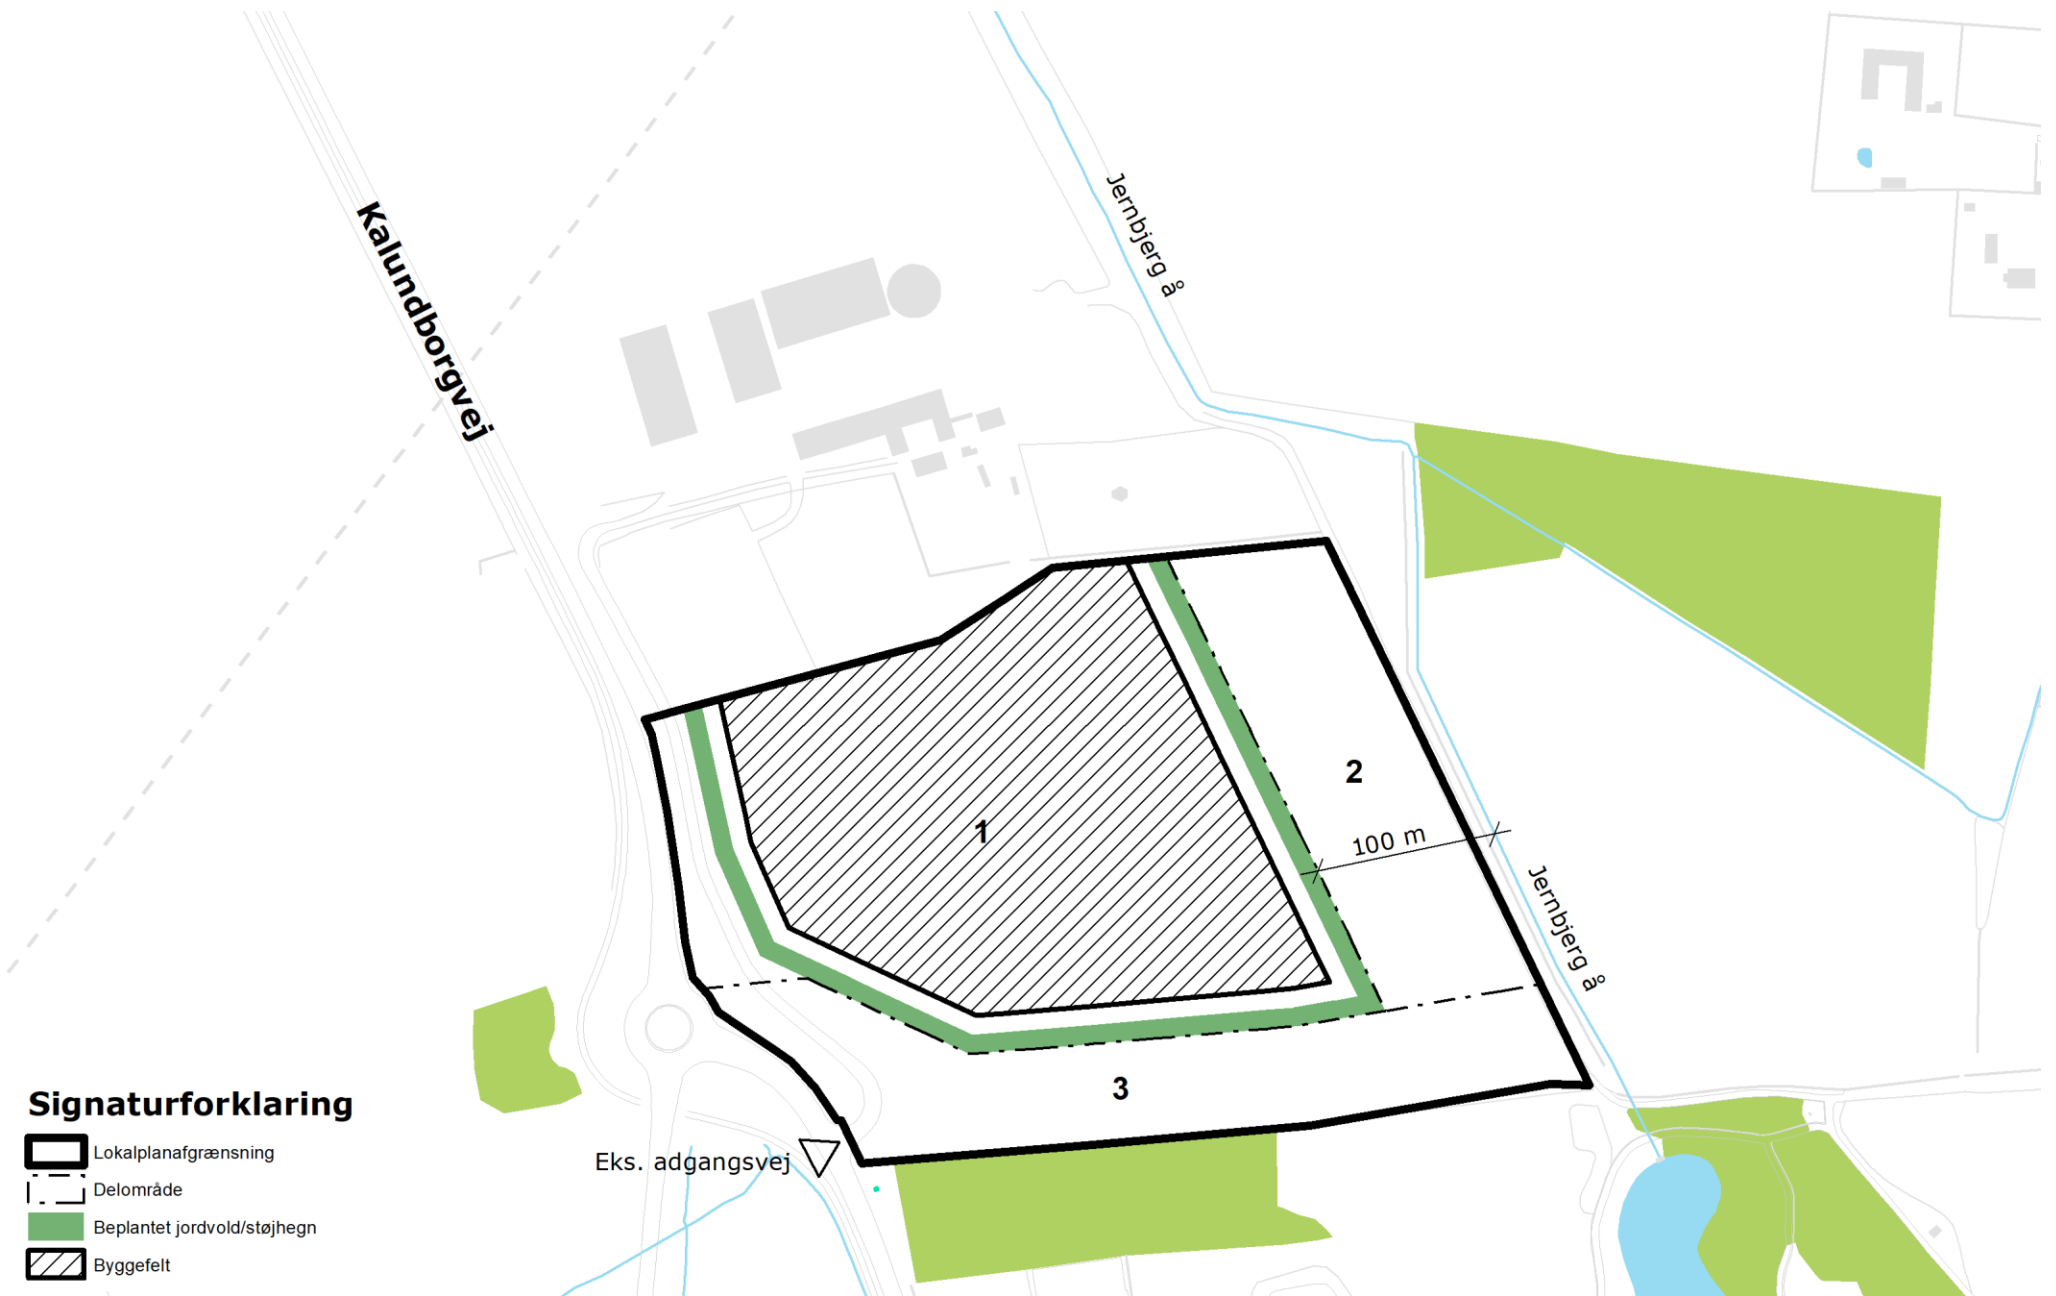 Kalundborgvej
Jernbjerg å
1
2
100 m
Jernbjerg å
3
Eks. adgangsvej
Signaturforklaring
Lokalplanafgrænsning
Delområde
Beplantet jordvold/støjhegn
Byggefelt